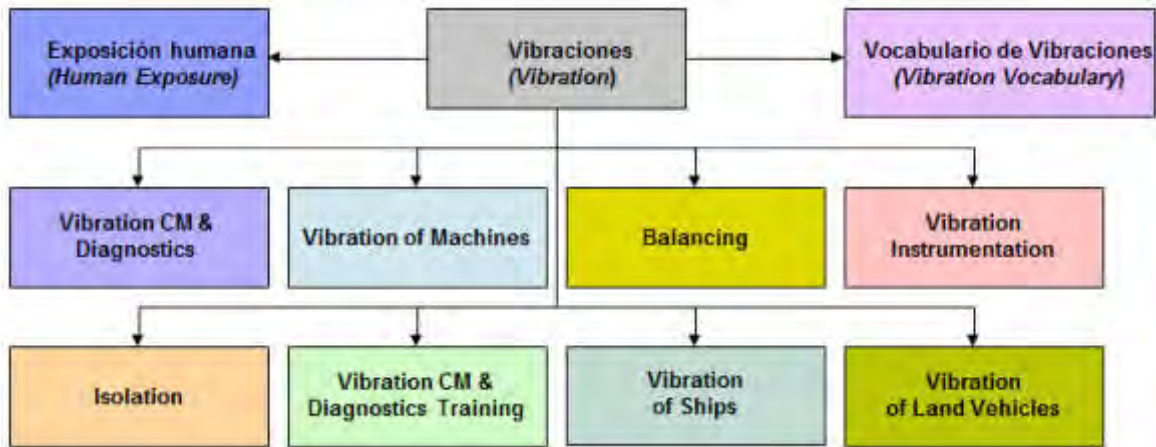 Exposición humana
(Human Exposure)
Vibraciones
(Vibration)
Vocabulario de Vibraciones
(Vibration Vocabulary)
Vibration CM &
Diagnostics
Vibration of Machines
Balancing
Vibration
Instrumentation
Isolation
Vibration CM &
Diagnostics Training
Vibration
of Ships
Vibration
of Land Vehicles